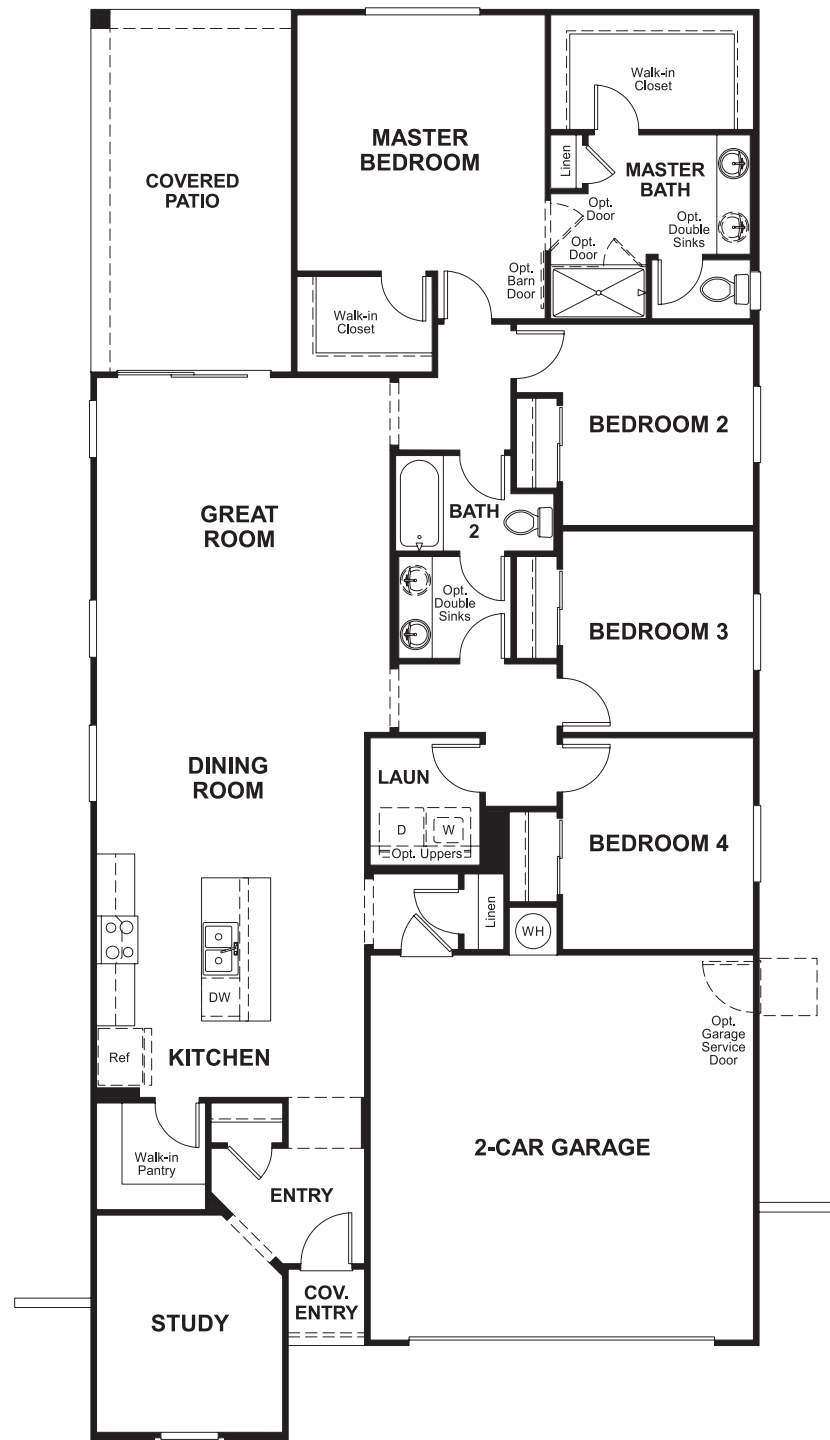 Walk-in
Closet
MASTER
BEDROOM
Linen
MASTER
BATH
COVERED
PATIO
Opt.
Door
Opt.
Double
Sinks
Opt.
Door
Opt.
Barn
Door
Walk-in
Closet
BEDROOM 2
GREAT
ROOM
BATH
2
Opt.
Double
Sinks
BEDROOM 3
DINING
ROOM
LAUN
D
W
Opt. Uppers
BEDROOM 4
Linen
WH
DW
Ref
KITCHEN
Opt.
Garage
Service
Door
Walk-in
Pantry
2-CAR GARAGE
ENTRY
COV.
ENTRY
STUDY